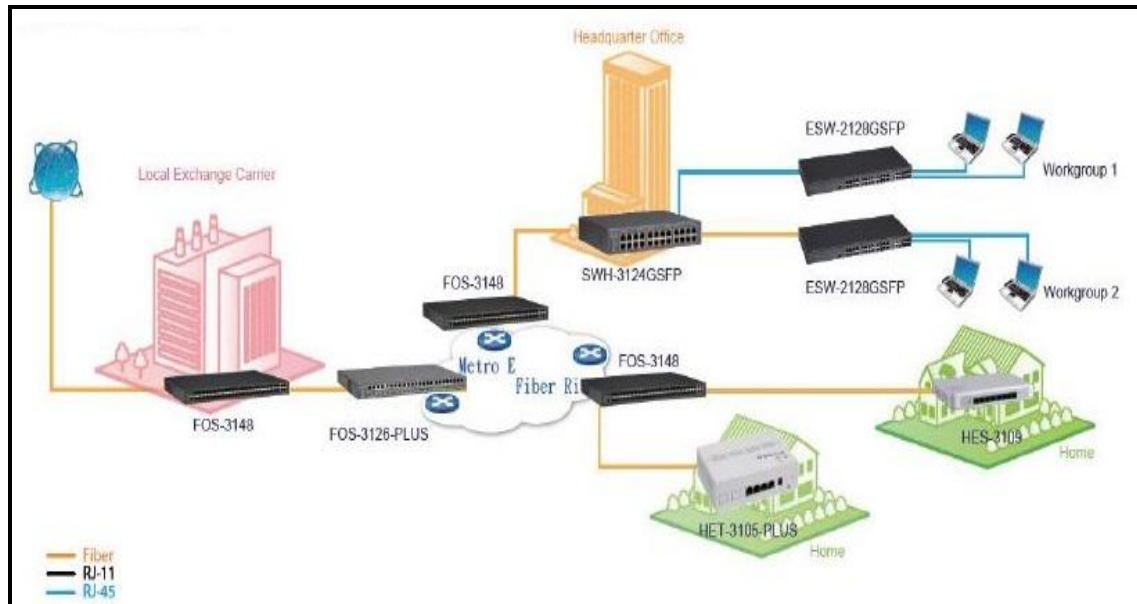 Headquarter Office
ESW-2128GSFP
Workgroup 1
Local Exchange Carrier
SWH-3124GSFP
ESW-2128GSFP
Workgroup 2
FOS-3148
FOS-3148
Metro E
Fiber Ri
FOS-3148
FOS-3126-PLUS
HES-3109
Home
HET-3105-PLUS
Home
Fiber
RJ-11
RJ-45